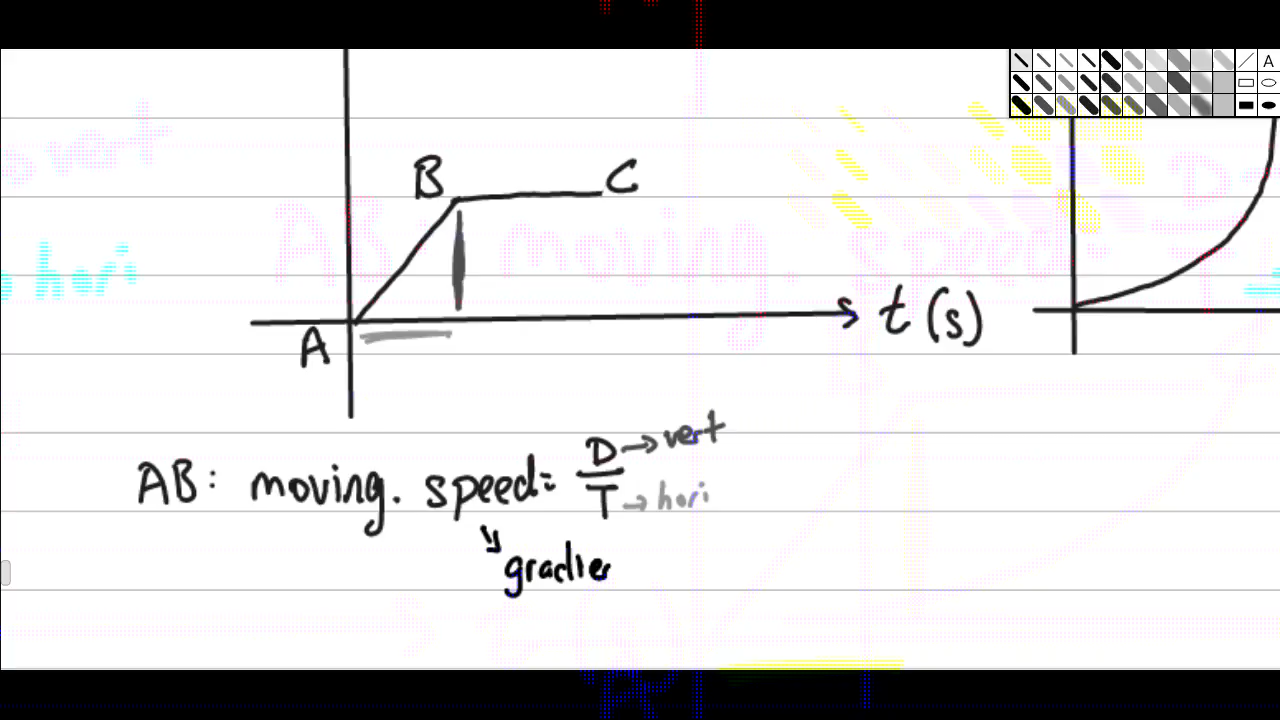 B C
t (s)
A
AB: moving. speed = D/T
→ vert
→ hori
gradie
A